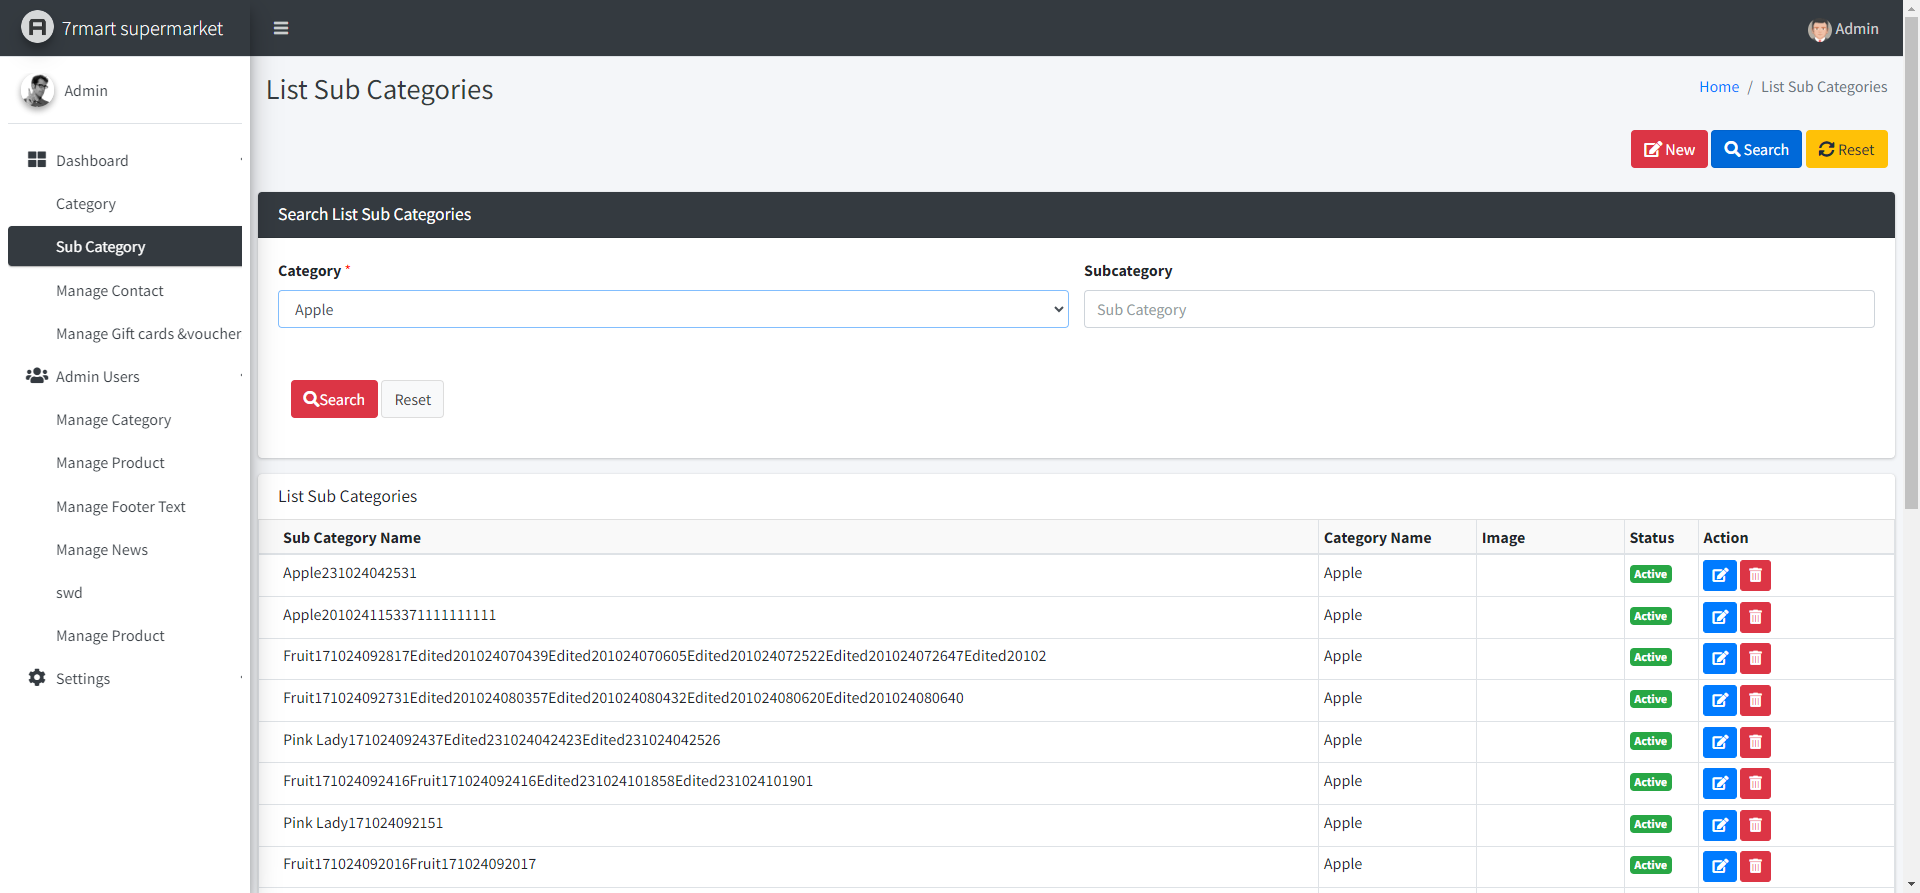 7rmart supermarket
Admin
Admin
List Sub Categories
Home / List Sub Categories
New
Search
Reset
Dashboard
Category
Sub Category
Manage Contact
Manage Gift cards &voucher
Admin Users
Manage Category
Manage Product
Manage Footer Text
Manage News
swd
Manage Product
Settings
Search List Sub Categories
Category *
Subcategory
Apple
Sub Category
Search
Reset
List Sub Categories
Sub Category Name Category Name Image Status Action
Apple231024042531 Apple Active
Apple2010241153371111111111 Apple Active
Fruit171024092817Edited201024070439Edited201024070605Edited201024072522Edited201024072647Edited20102 Apple Active
Fruit171024092731Edited201024080357Edited201024080432Edited201024080620Edited201024080640 Apple Active
Pink Lady171024092437Edited231024042423Edited231024042526 Apple Active
Fruit171024092416Fruit171024092416Edited231024101858Edited231024101901 Apple Active
Pink Lady171024092151 Apple Active
Fruit171024092016Fruit171024092017 Apple Active